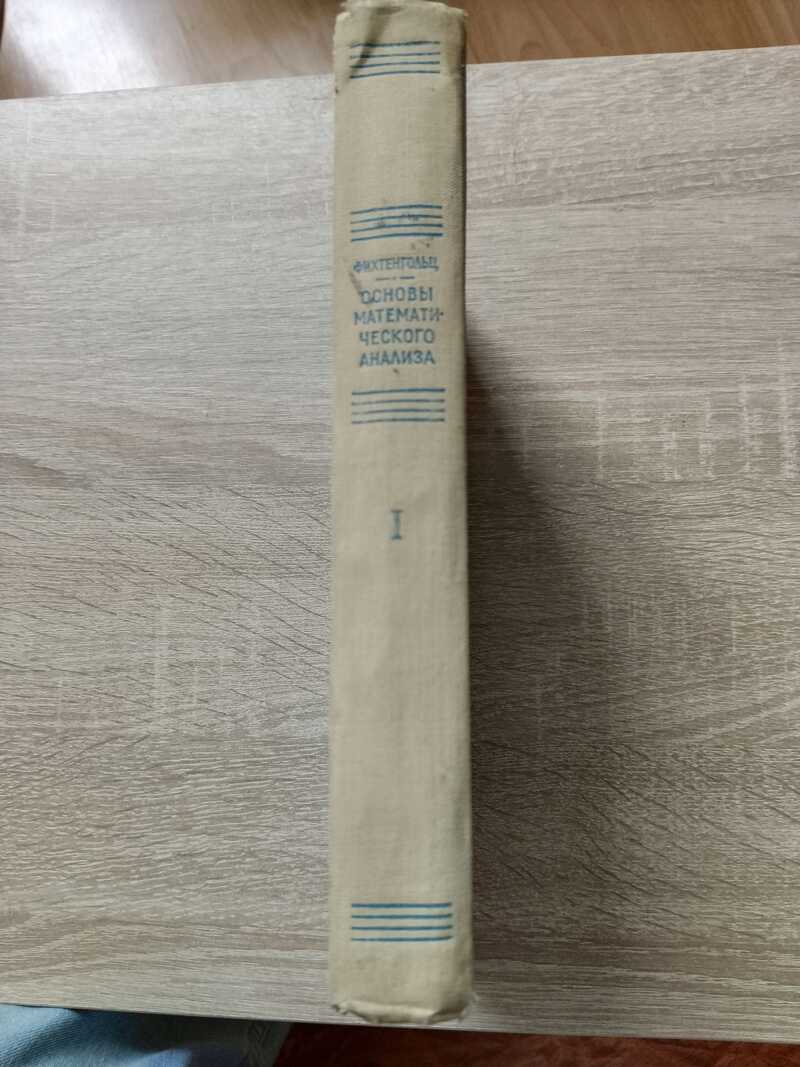 ФИХТЕНГОЛЬЦ
ОСНОВЫ
МАТЕМАТИ-
ЧЕСКОГО
АНАЛИЗА
I